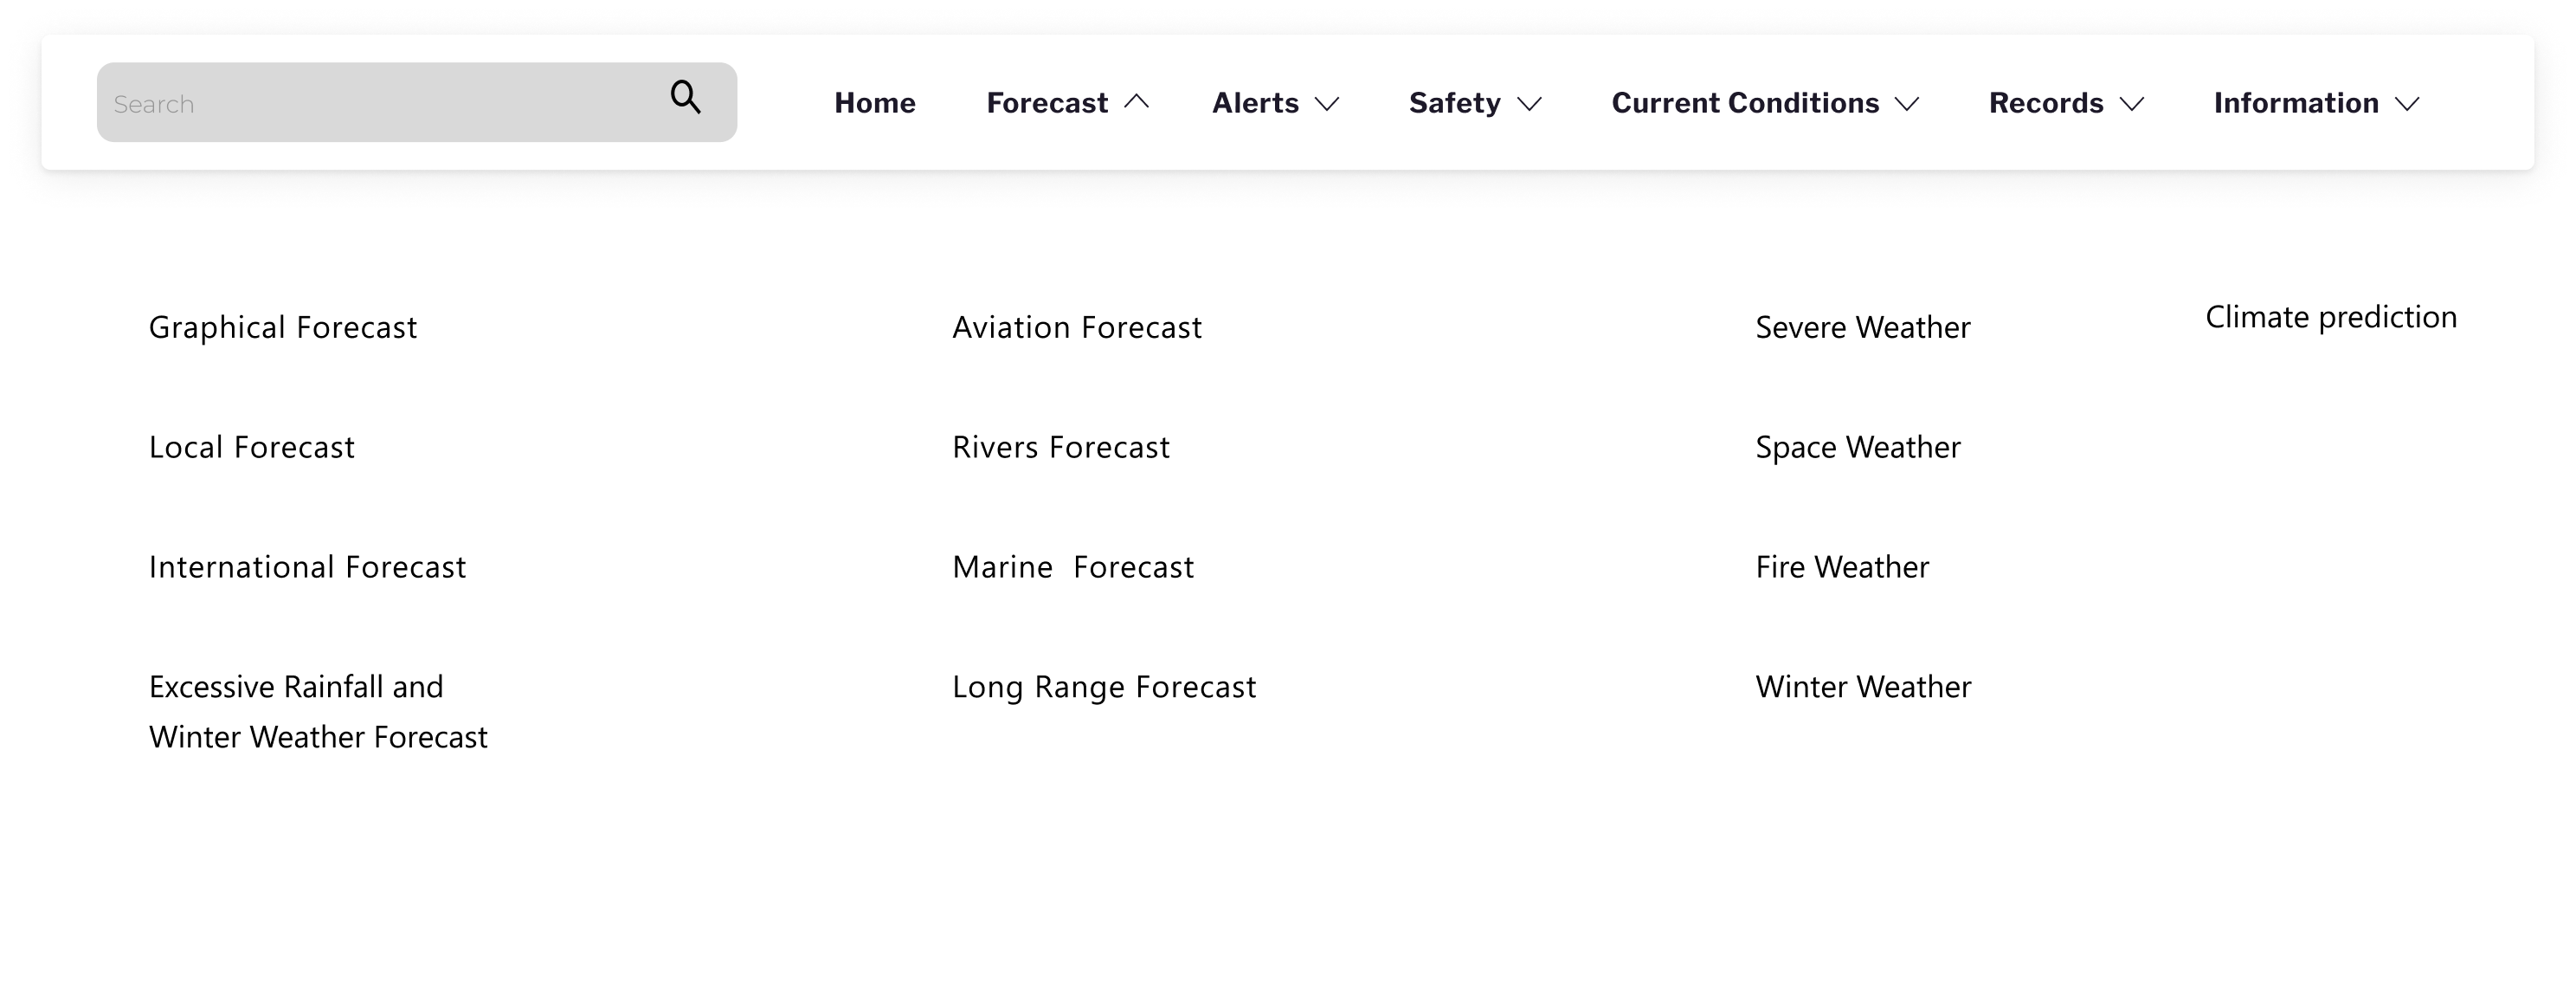 Search
Home
Forecast
Alerts
Safety
Current Conditions
Records
Information
Graphical Forecast
Aviation Forecast
Severe Weather
Climate prediction
Local Forecast
Rivers Forecast
Space Weather
International Forecast
Marine  Forecast
Fire Weather
Excessive Rainfall and
Winter Weather Forecast
Long Range Forecast
Winter Weather